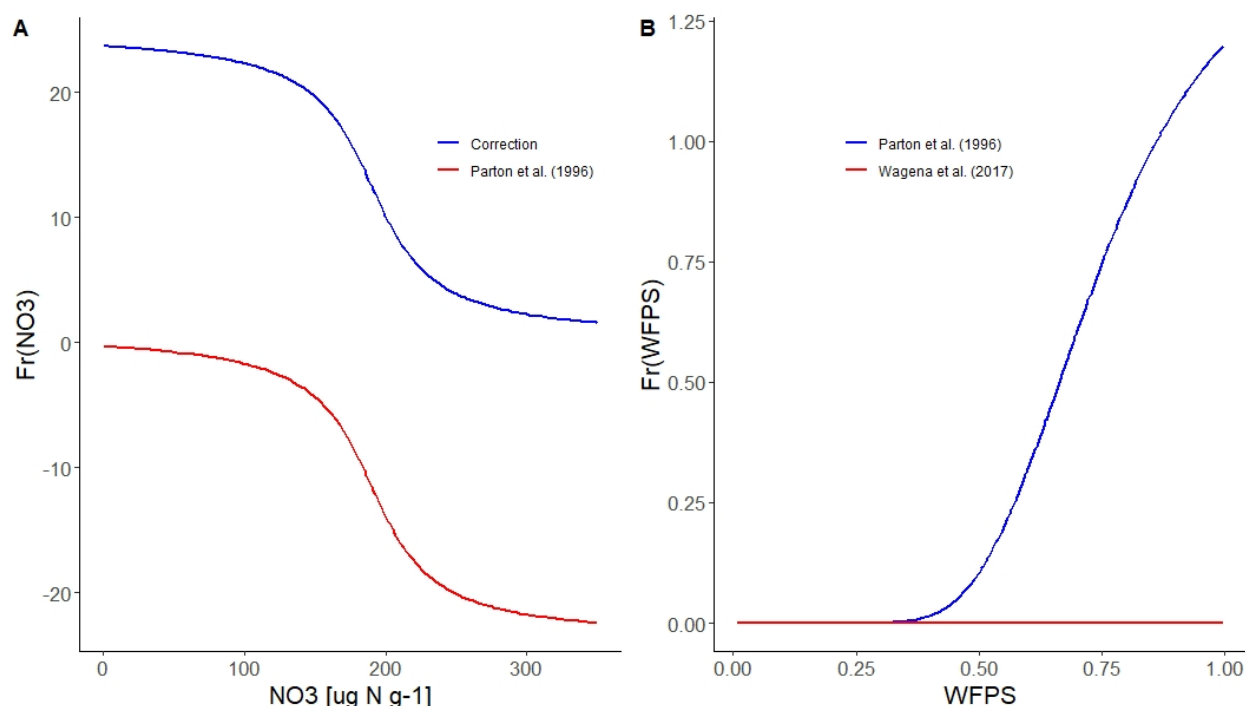 A
Fr(NO3)
20
10
0
-10
-20
Correction
Parton et al. (1996)
0
100
200
300
NO3 [ug N g-1]
B
Fr(WFPS)
1.25
1.00
0.75
0.50
0.25
0.00
Parton et al. (1996)
Wagena et al. (2017)
0.00
0.25
0.50
0.75
1.00
WFPS